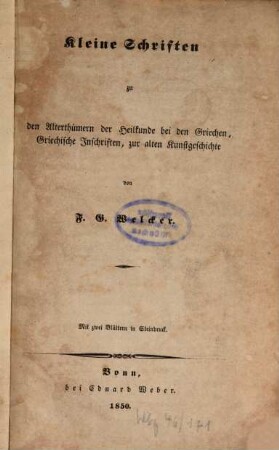 Kleine Schriften
zu
den Alterthümern der Heilkunde bei den Griechen,
Griechische Inschriften, zur alten Kunstgeschichte
von
F. G. Welcker.
Mit zwei Blättern in Steindruck.
Bonn,
bei Eduard Weber.
1850.